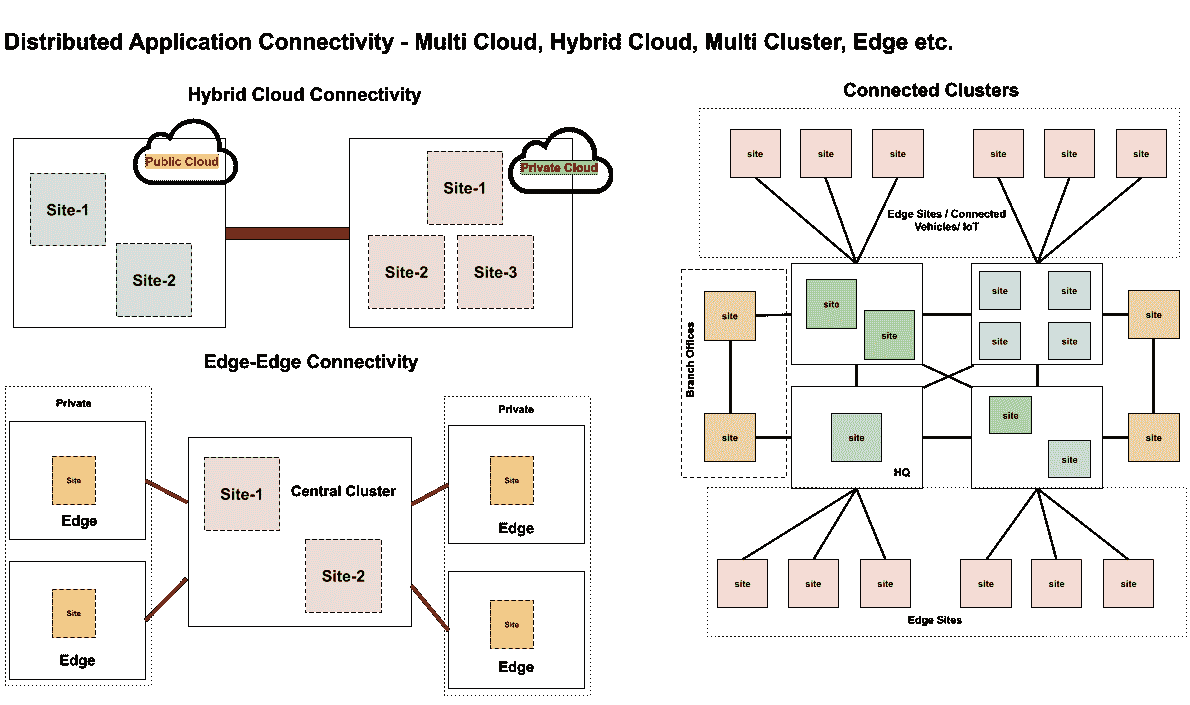 Distributed Application Connectivity - Multi Cloud, Hybrid Cloud, Multi Cluster, Edge etc.
Hybrid Cloud Connectivity
Public Cloud
Site-1
Site-2
Private Cloud
Site-1
Site-2
Site-3
Edge-Edge Connectivity
Private
Site
Edge
Site
Edge
Site-1
Central Cluster
Site-2
Private
Site
Edge
Site
Edge
Connected Clusters
site
site
site
site
site
site
Edge Sites / Connected
Vehicles/ IoT
Branch Offices
site
site
site
site
site
site
site
site
site
site
HQ
site
site
site
site
site
site
site
site
site
site
Edge Sites